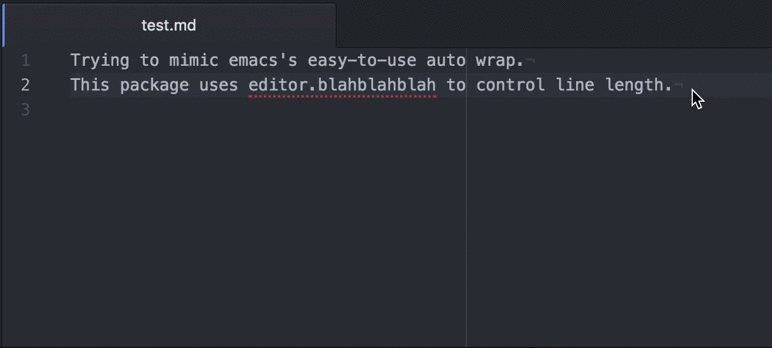 test.md
1 Trying to mimic emacs's easy-to-use auto wrap.¬
2 This package uses editor.blahblahblah to control line length.¬
3